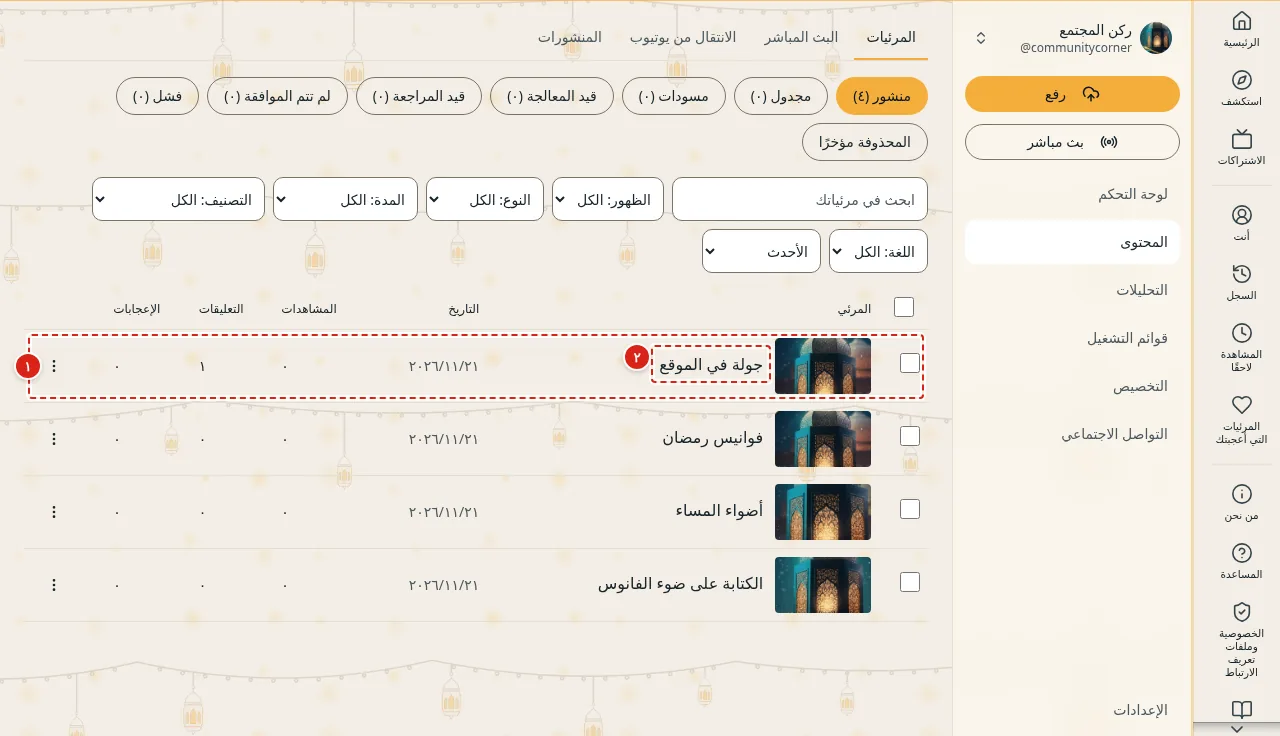 الرئيسية
استكشف
الاشتراكات
أنت
السجل
المشاهدة
لاحقًا
المرئيات
التي أعجبتك
من نحن
المساعدة
الخصوصية
وملفات
تعريف
الارتباط
ركن المجتمع
@communitycorner
رفع
بث مباشر
لوحة التحكم
المحتوى
التحليلات
قوائم التشغيل
التخصيص
التواصل الاجتماعي
الإعدادات
المرئيات البث المباشر الانتقال من يوتيوب المنشورات
منشور (٤) مجدول (٠) مسودات (٠) قيد المعالجة (٠) قيد المراجعة (٠) لم تتم الموافقة (٠) فشل (٠)
المحذوفة مؤخرًا
ابحث في مرئياتك الظهور: الكل النوع: الكل المدة: الكل التصنيف: الكل
اللغة: الكل الأحدث
المرئي التاريخ المشاهدات التعليقات الإعجابات
جولة في الموقع ٢ ٢٠٢٦/١١/٢١ ٠ ١ ٠ ١
فوانيس رمضان ٢٠٢٦/١١/٢١ ٠ ٠ ٠
أضواء المساء ٢٠٢٦/١١/٢١ ٠ ٠ ٠
الكتابة على ضوء الفانوس ٢٠٢٦/١١/٢١ ٠ ٠ ٠